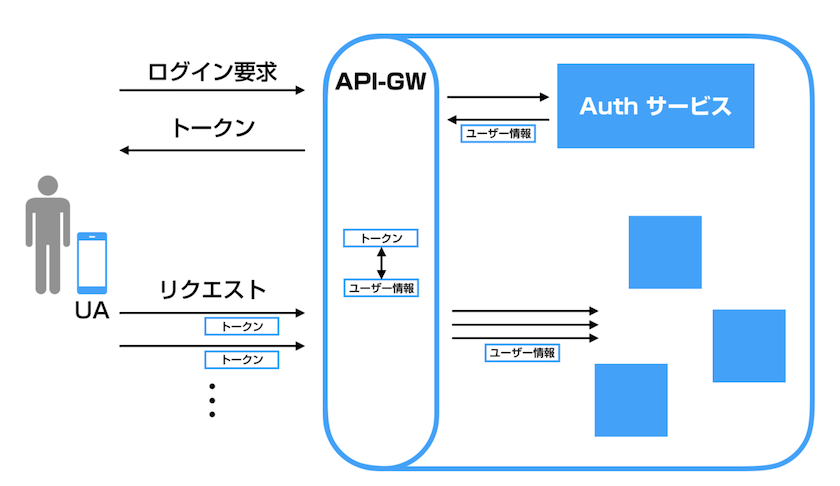 ログイン要求
API-GW
Auth サービス
ユーザー情報
トークン
トークン
ユーザー情報
UA
リクエスト
トークン
トークン
ユーザー情報